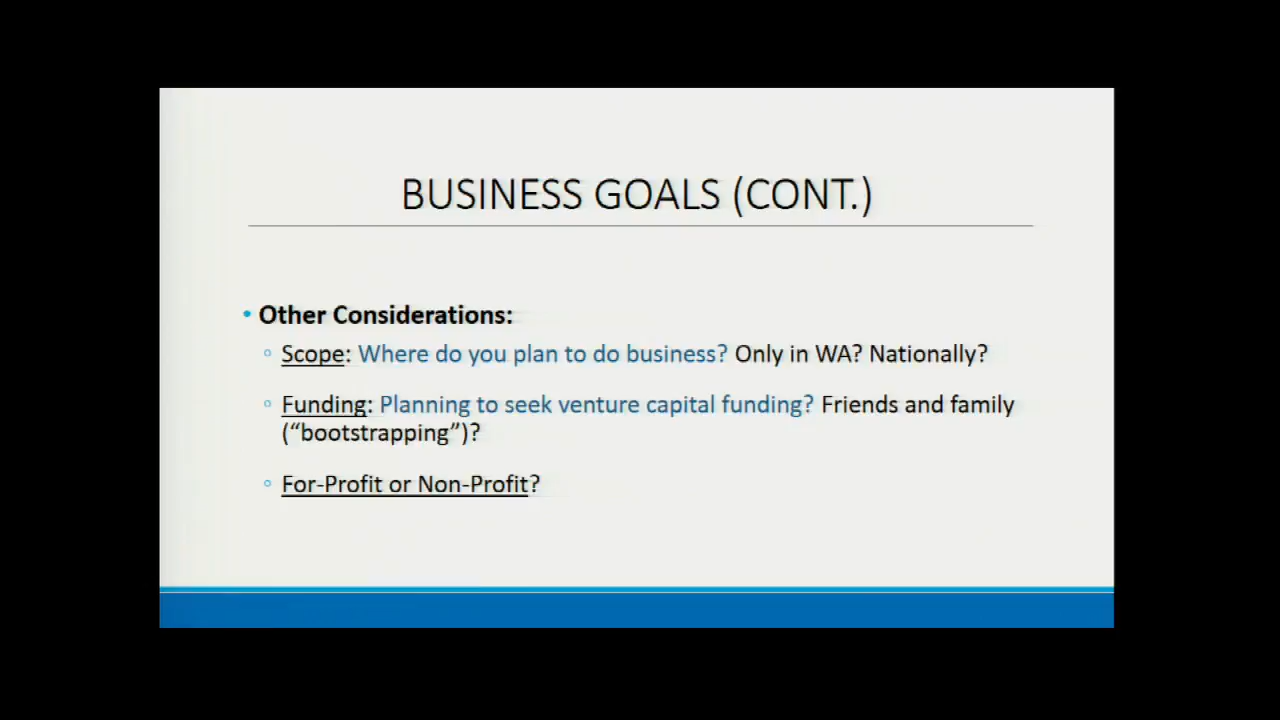 BUSINESS GOALS (CONT.)
• Other Considerations:
◦ Scope: Where do you plan to do business? Only in WA? Nationally?
◦ Funding: Planning to seek venture capital funding? Friends and family
(“bootstrapping”)?
◦ For-Profit or Non-Profit?